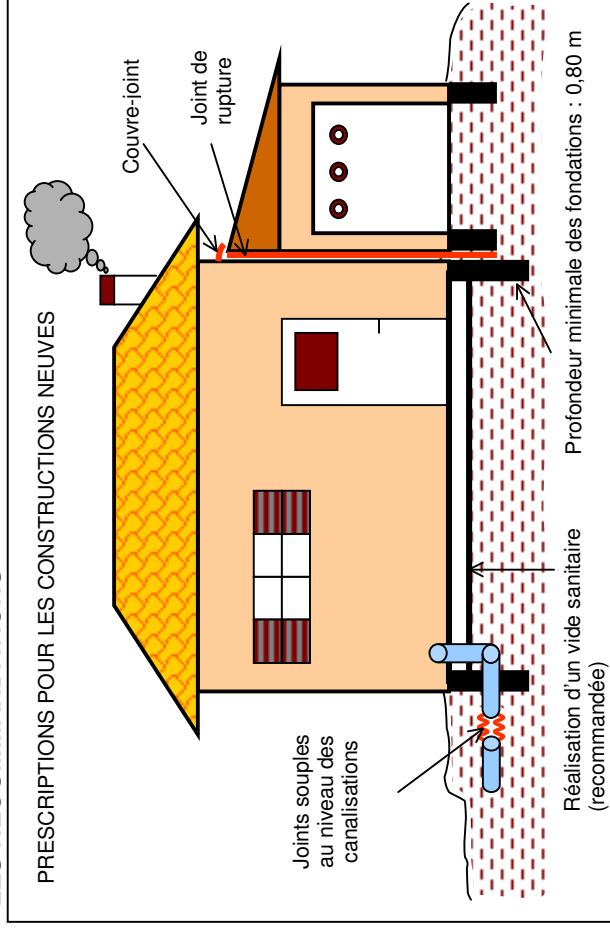 PRESCRIPTIONS POUR LES CONSTRUCTIONS NEUVES
Couvre-joint
Joint de
rupture
Joints souples
au niveau des
canalisations
Réalisation d'un vide sanitaire
(recommandée)
Profondeur minimale des fondations : 0,80 m